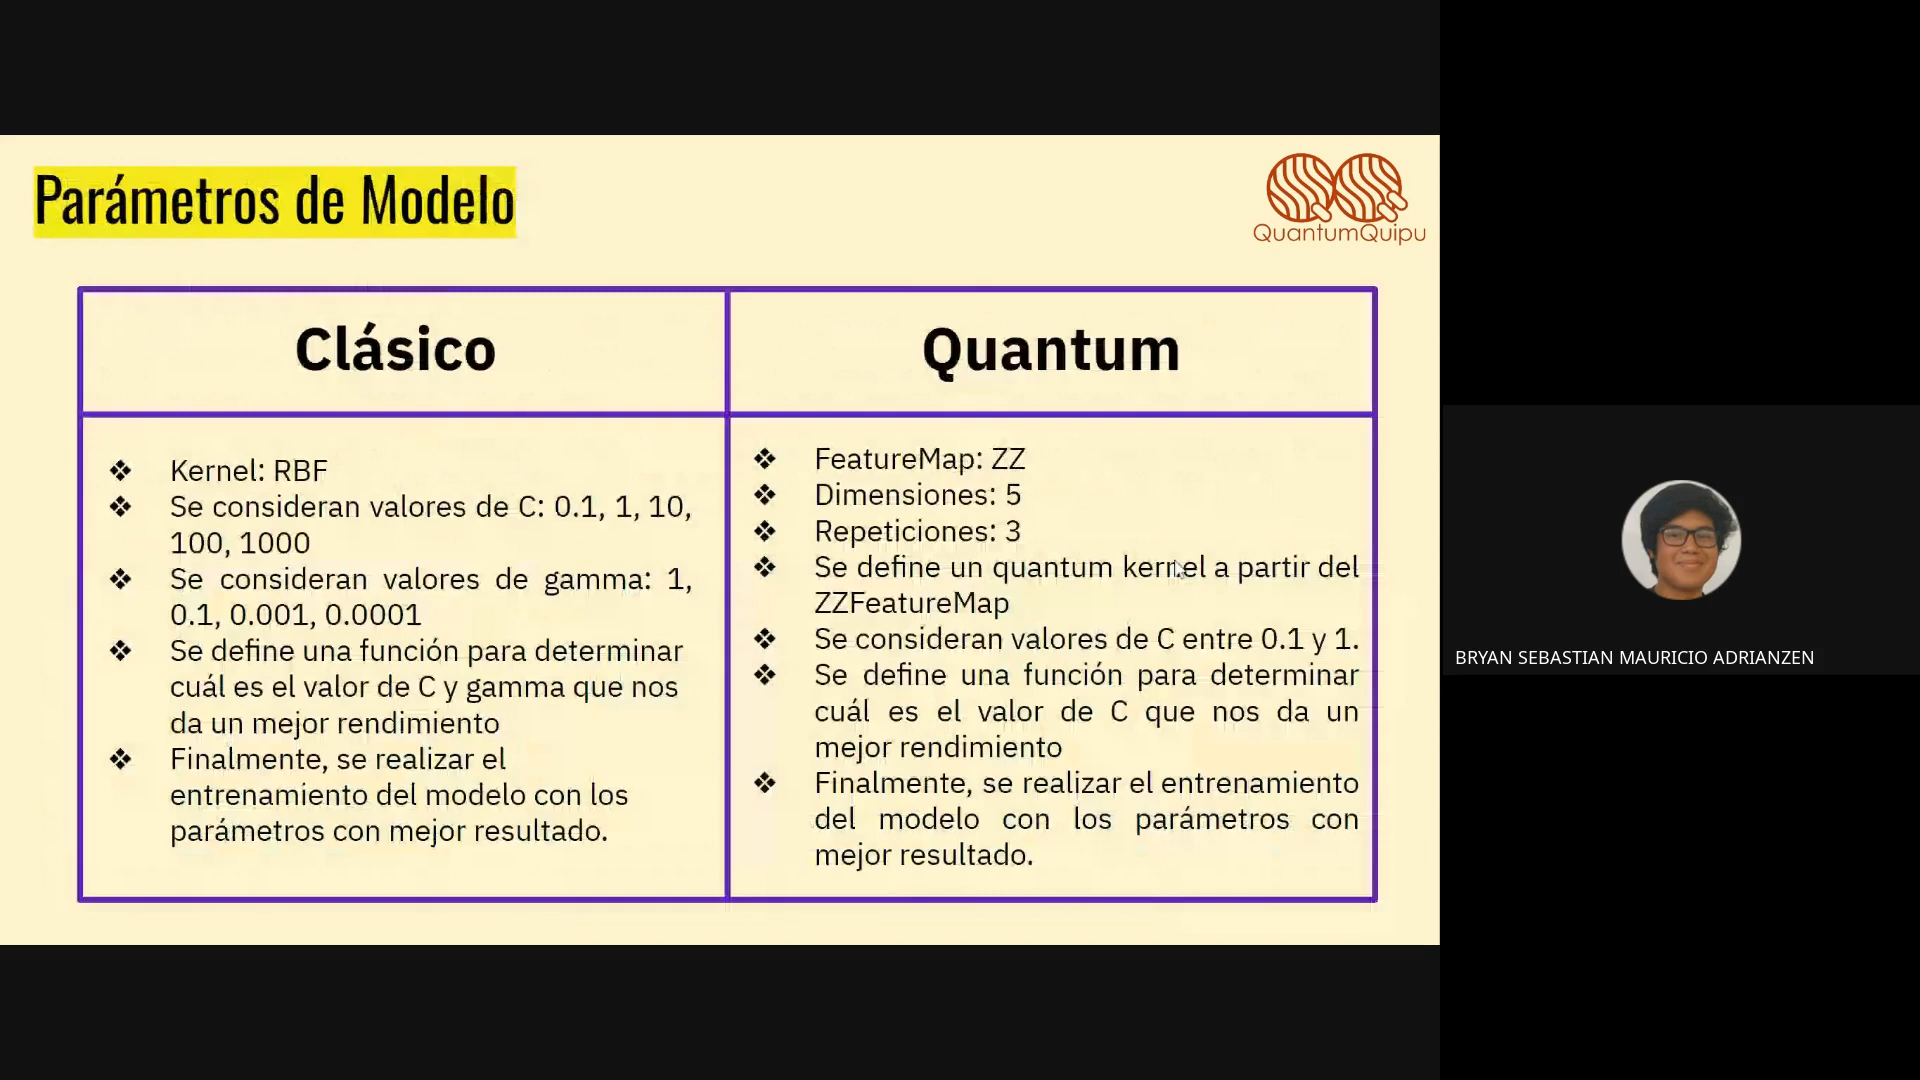 Parámetros de Modelo
QuantumQuipu
Clásico
❖ Kernel: RBF
❖ Se consideran valores de C: 0.1, 1, 10,
100, 1000
❖ Se consideran valores de gamma: 1,
0.1, 0.001, 0.0001
❖ Se define una función para determinar
cuál es el valor de C y gamma que nos
da un mejor rendimiento
❖ Finalmente, se realizar el
entrenamiento del modelo con los
parámetros con mejor resultado.
Quantum
❖ FeatureMap: ZZ
❖ Dimensiones: 5
❖ Repeticiones: 3
❖ Se define un quantum kernel a partir del
ZZFeatureMap
❖ Se consideran valores de C entre 0.1 y 1.
❖ Se define una función para determinar
cuál es el valor de C que nos da un
mejor rendimiento
❖ Finalmente, se realizar el entrenamiento
del modelo con los parámetros con
mejor resultado.
BRYAN SEBASTIAN MAURICIO ADRIANZEN